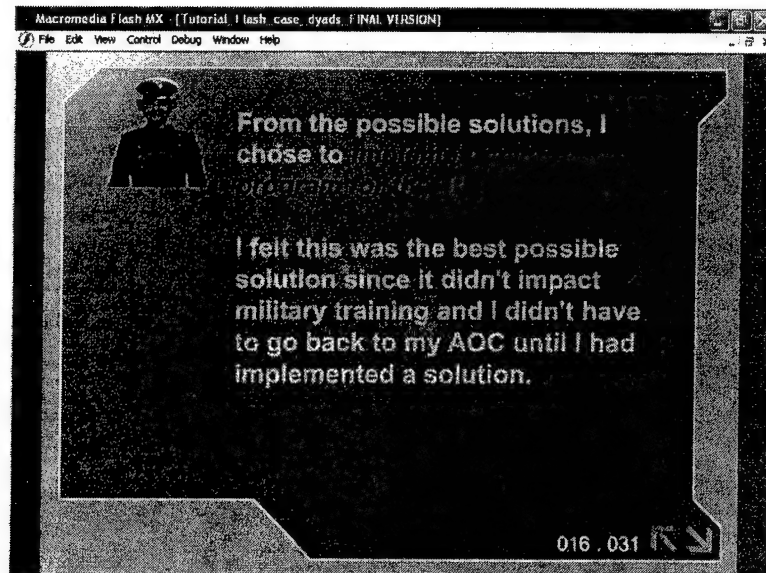 Macromedia Flash MX - [Tutorial_Flash_case_dyads_FINAL VERSION]
File Edit View Control Debug Window Help
From the possible solutions, I
chose to
I felt this was the best possible
solution since it didn't impact
military training and I didn't have
to go back to my AOC until I had
implemented a solution.
016 . 031